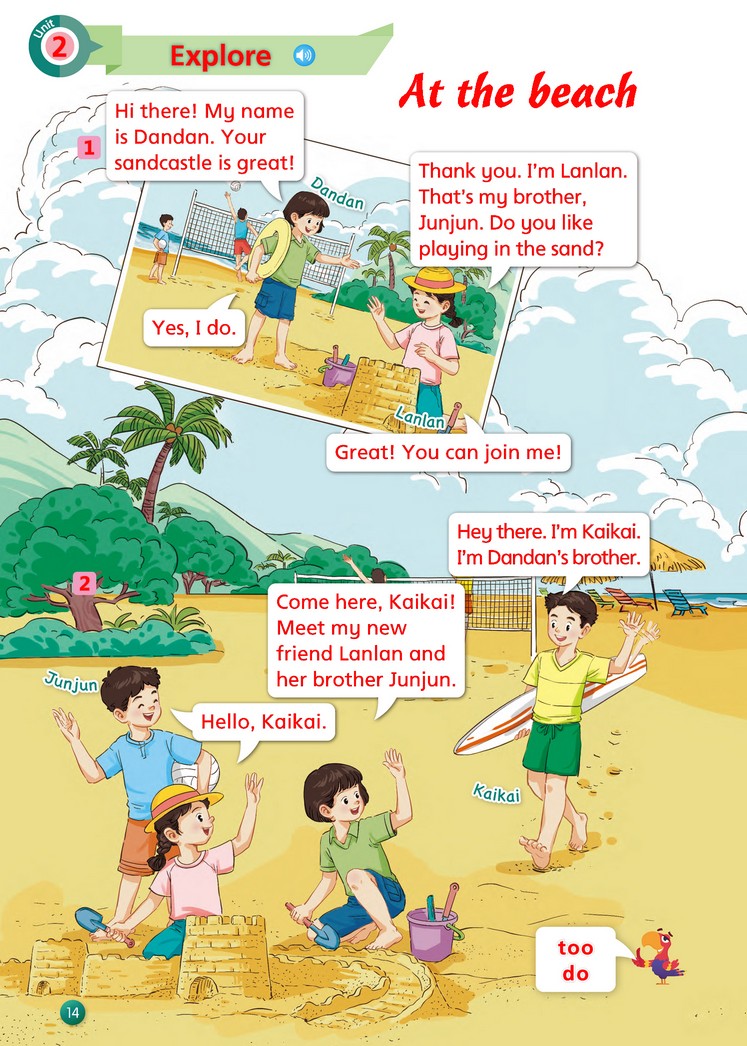 Unit
2
Explore
At the beach
1
Hi there! My name
is Dandan. Your
sandcastle is great!
Dandan
Thank you. I'm Lanlan.
That's my brother,
Junjun. Do you like
playing in the sand?
Yes, I do.
Lanlan
Great! You can join me!
2
Hey there. I'm Kaikai.
I'm Dandan's brother.
Come here, Kaikai!
Meet my new
friend Lanlan and
her brother Junjun.
Junjun
Hello, Kaikai.
Kaikai
too
do
14